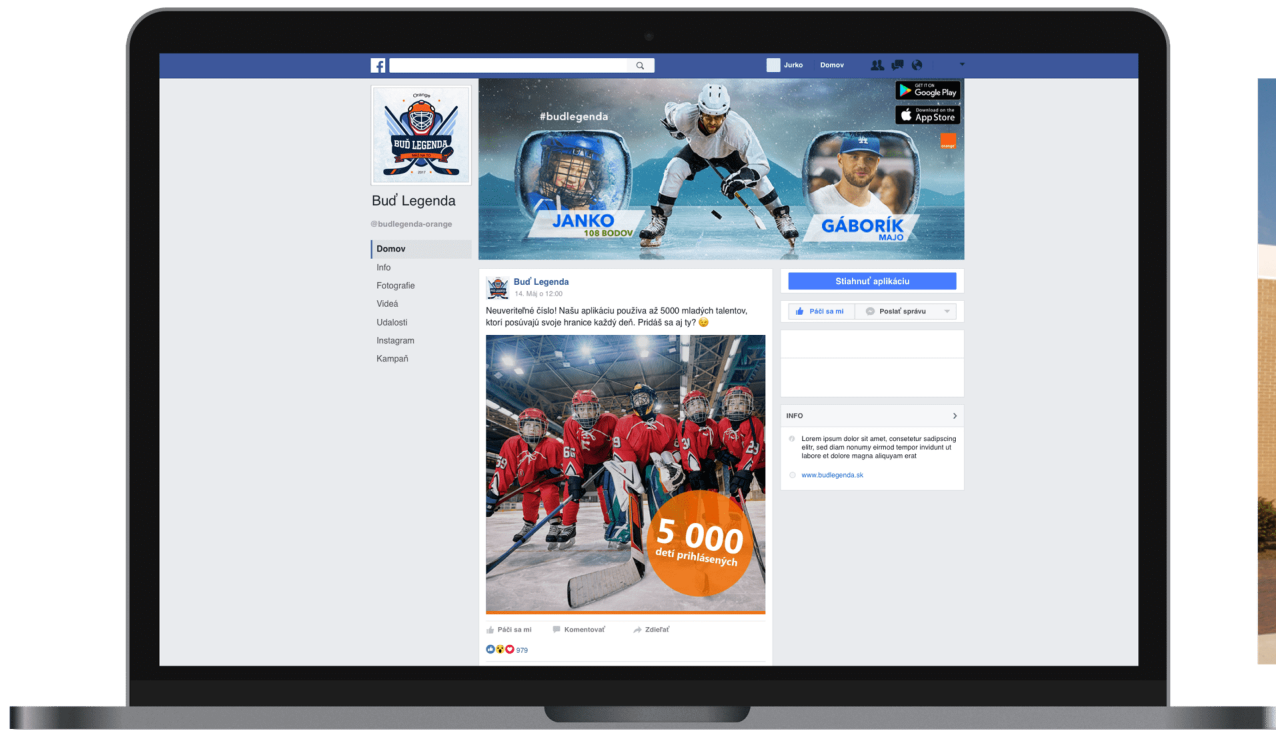 Jurko
Domov
Orange
BUĎ LEGENDA
2017
#budlegenda
GET IT ON
Google Play
Download on the
App Store
orange
JANKO
108 BODOV
GÁBORÍK
MAJO
Buď Legenda
@budlegenda-orange
Domov
Info
Fotografie
Videá
Udalosti
Instagram
Kampaň
Buď Legenda
14. Máj o 12:00
Neuveriteľné číslo! Našu aplikáciu používa až 5000 mladých talentov,
ktorí posúvajú svoje hranice každý deň. Pridáš sa aj ty? 😉
5 000
detí prihlásených
Páči sa mi
Komentovať
Zdieľať
979
Stiahnuť aplikáciu
Páči sa mi
Poslať správu
INFO
Lorem ipsum dolor sit amet, consetetur sadipscing
elitr, sed diam nonumy eirmod tempor invidunt ut
labore et dolore magna aliquyam erat
www.budlegenda.sk